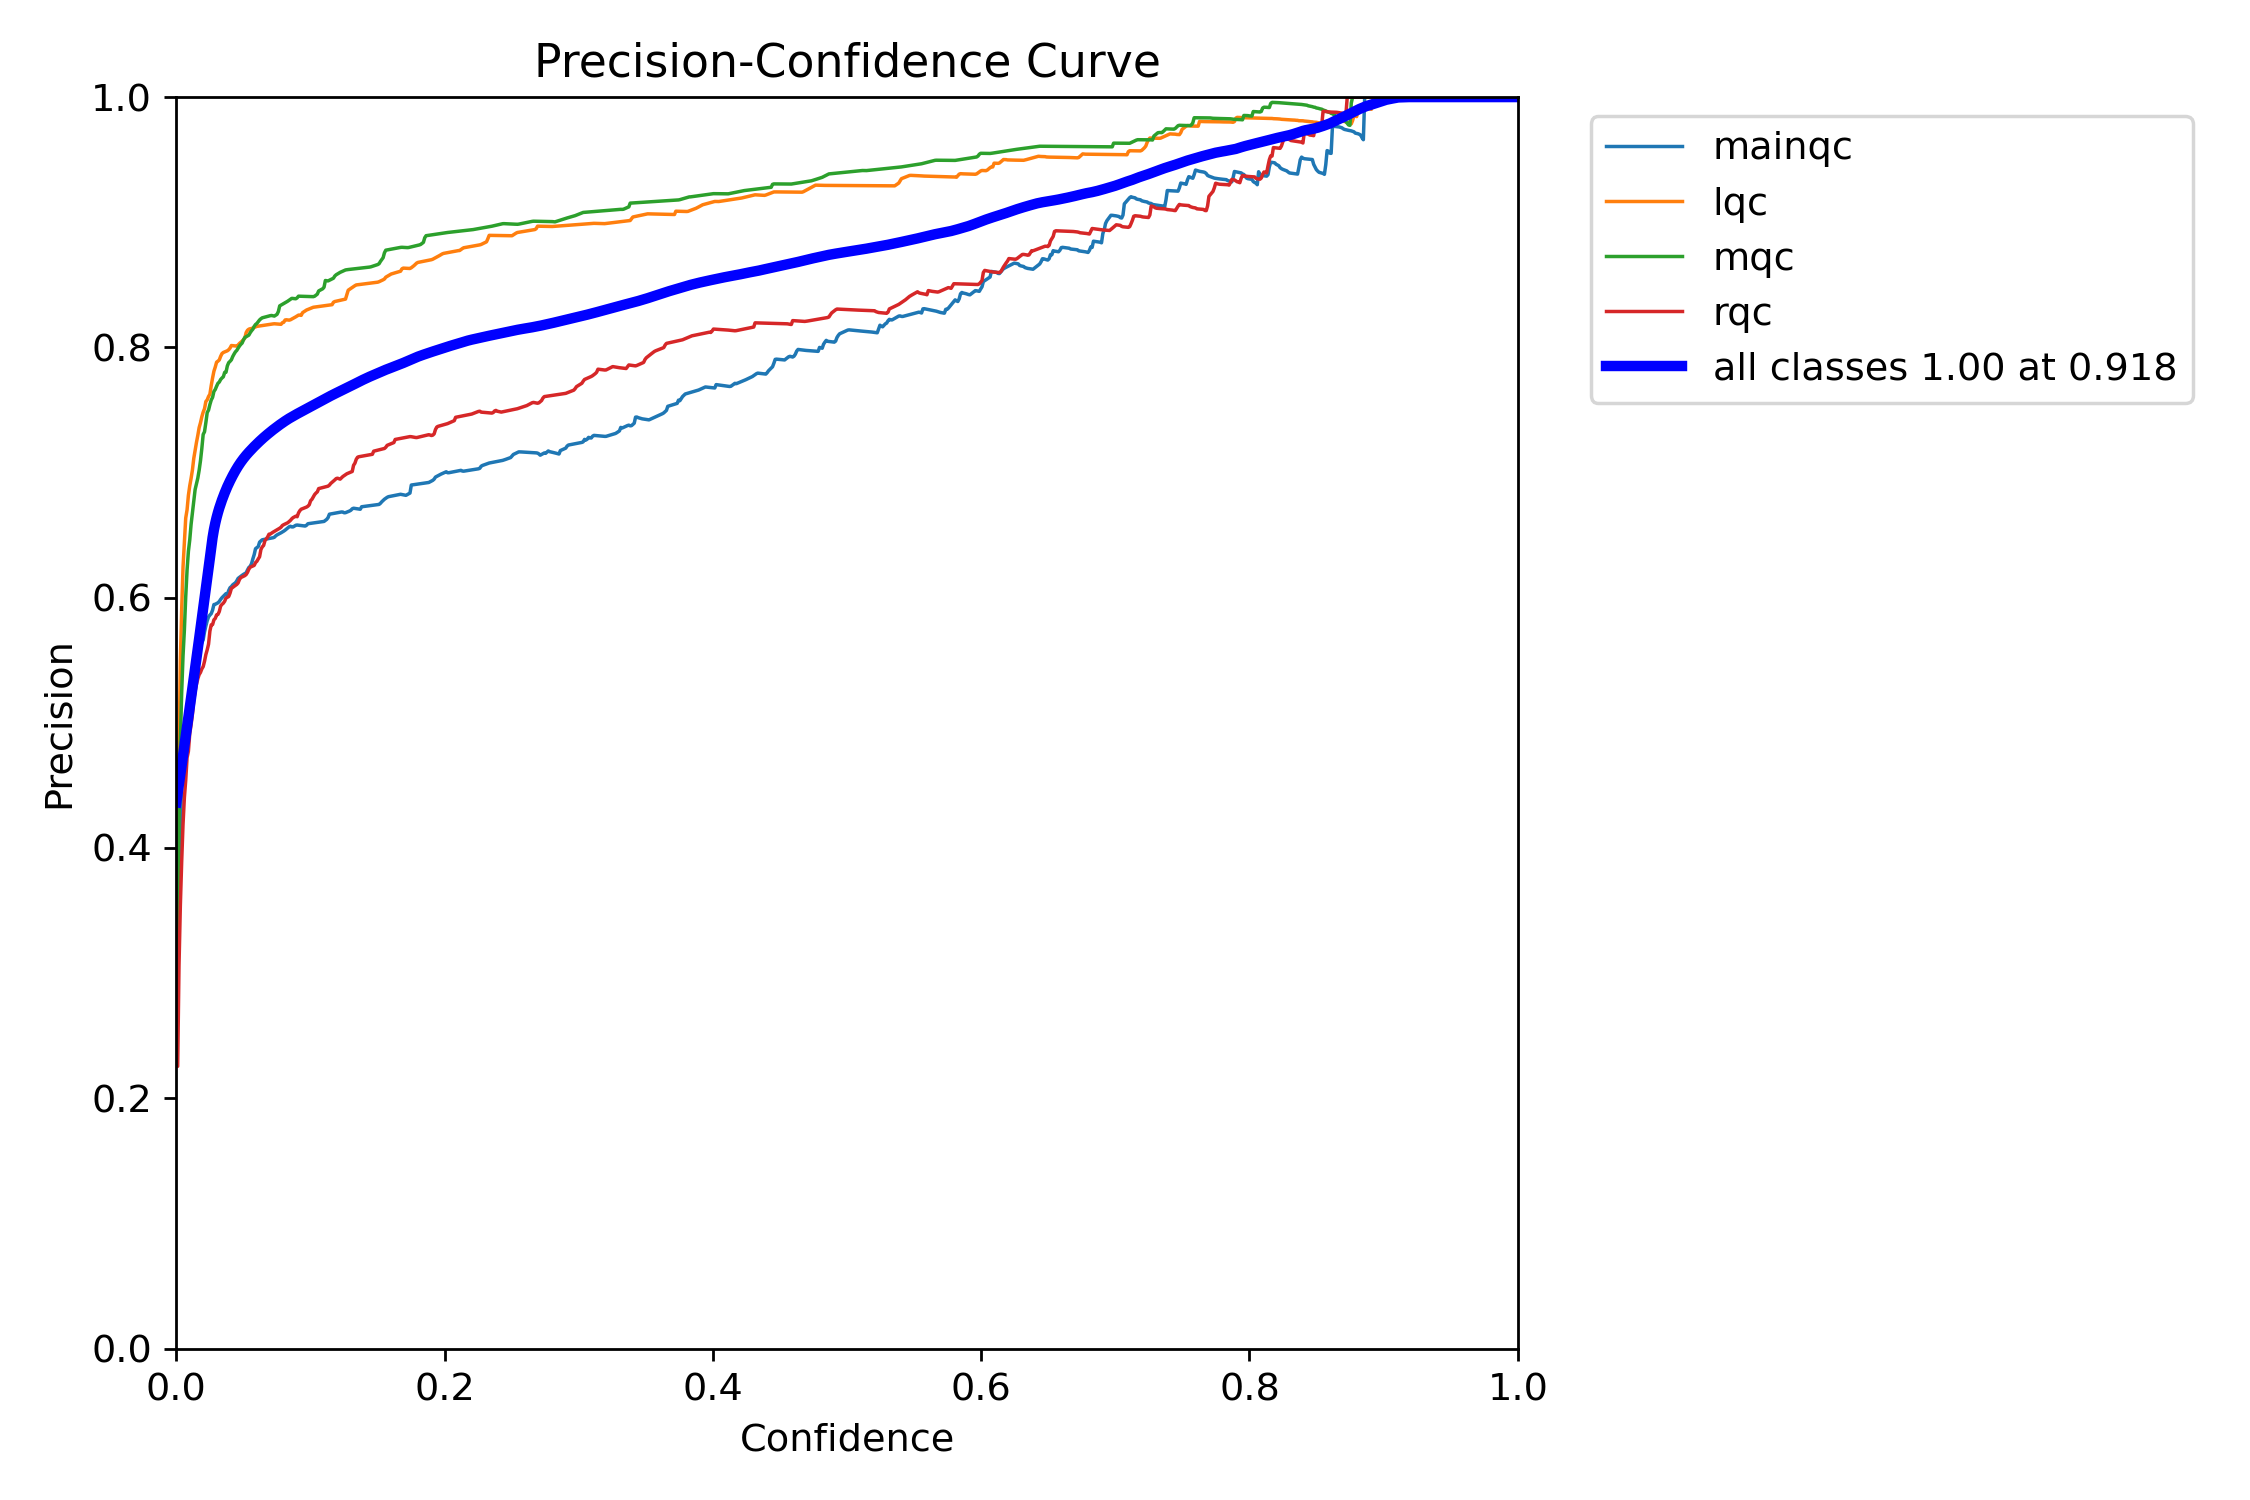 Precision-Confidence Curve
1.0
0.8
0.6
0.4
0.2
0.0
Precision
0.0 0.2 0.4 0.6 0.8 1.0
Confidence
mainqc
lqc
mqc
rqc
all classes 1.00 at 0.918